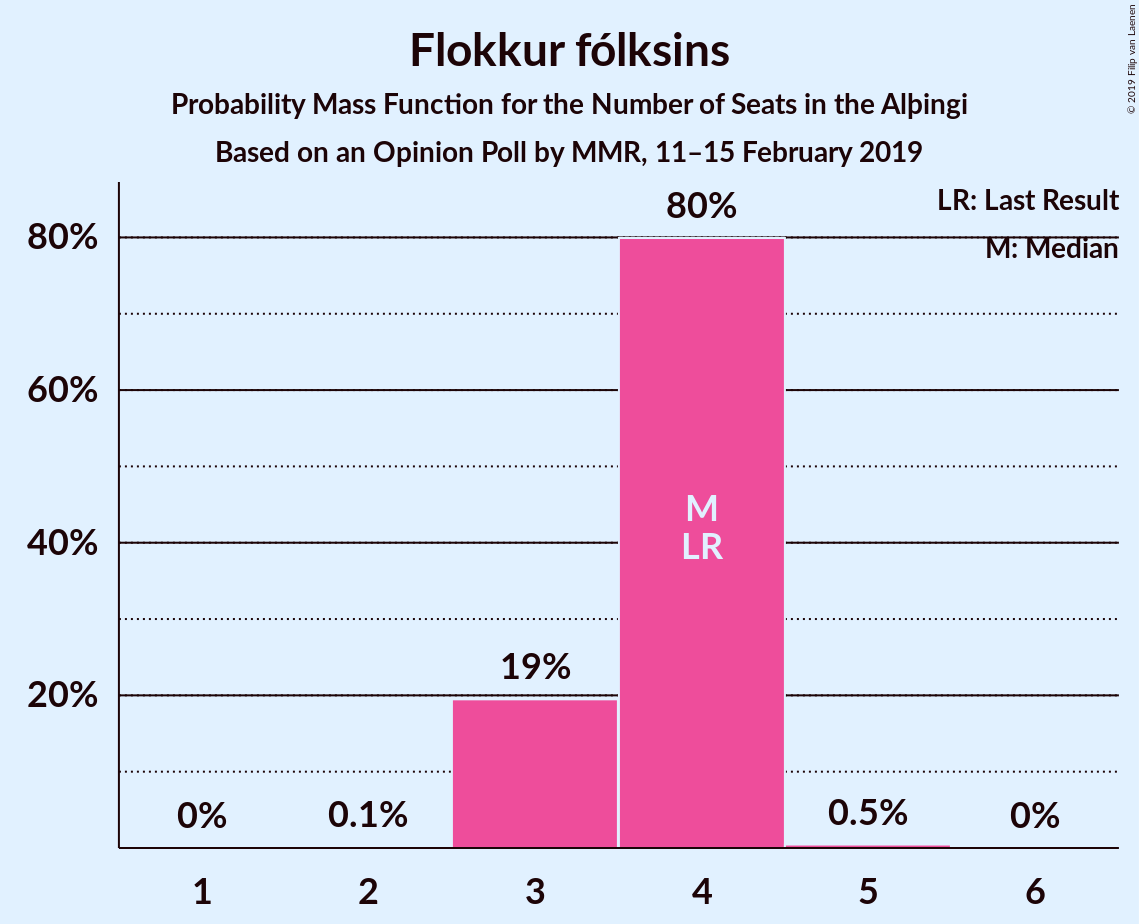 Flokkur fólksins
Probability Mass Function for the Number of Seats in the Alþingi
Based on an Opinion Poll by MMR, 11–15 February 2019
© 2019 Filip van Laenen
LR: Last Result
M: Median
80%
60%
40%
20%
0%
0.1%
19%
80%
0.5%
0%
M
LR
1
2
3
4
5
6